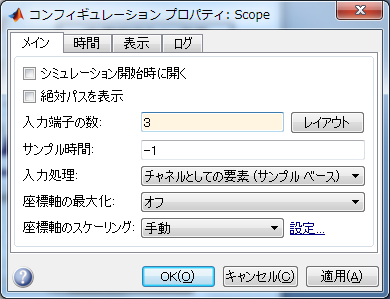 コンフィギュレーション プロパティ: Scope
メイン 時間 表示 ログ
シミュレーション開始時に開く
絶対パスを表示
入力端子の数: 3 レイアウト
サンプル時間: -1
入力処理: チャネルとしての要素 (サンプル ベース)
座標軸の最大化: オフ
座標軸のスケーリング: 手動 設定...
OK(O) キャンセル(C) 適用(A)